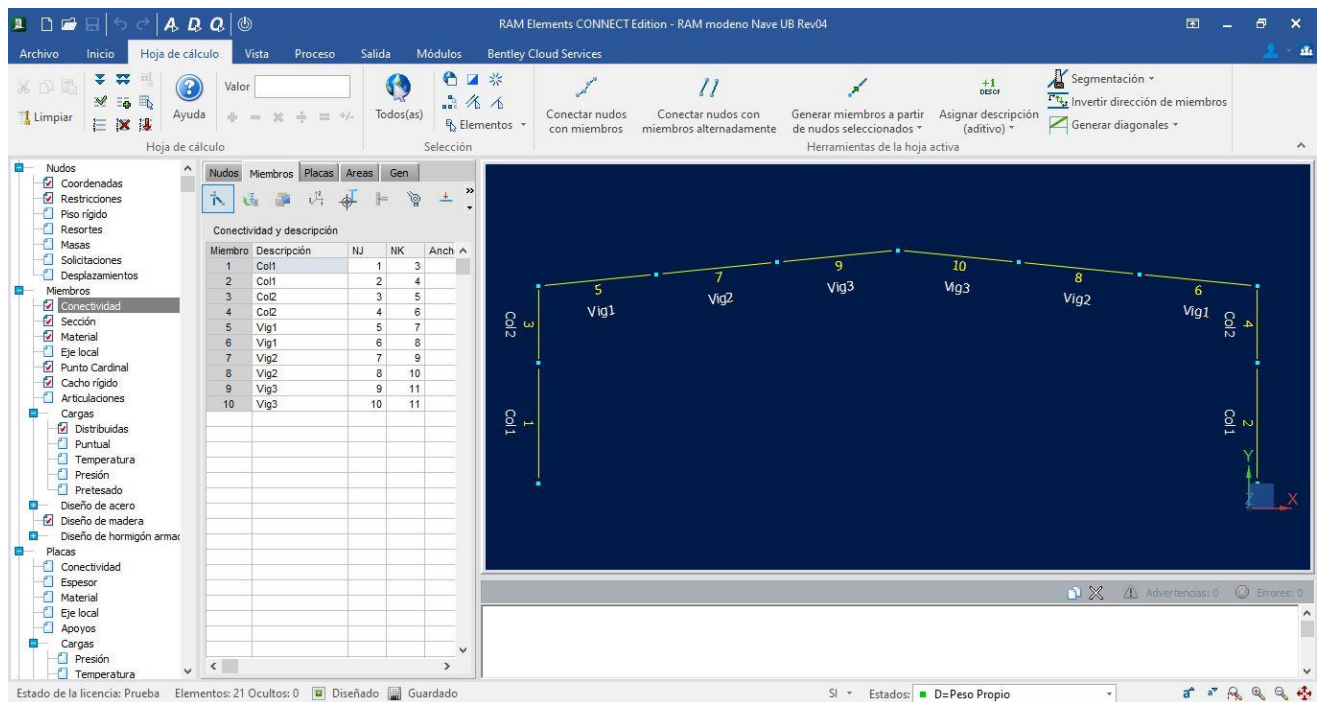 A D Q RAM Elements CONNECT Edition - RAM modeno Nave UB Rev04
Archivo Inicio Hoja de cálculo Vista Proceso Salida Módulos Bentley Cloud Services
Limpiar
Ayuda
Valor
+/-
Hoja de cálculo
Todos(as)
Elementos
Selección
Conectar nudos con miembros
Conectar nudos con miembros alternadamente
Generar miembros a partir de nudos seleccionados
+1
DESCR
Asignar descripción (aditivo)
Segmentación
Invertir dirección de miembros
Generar diagonales
Herramientas de la hoja activa
Nudos
Coordenadas
Restricciones
Piso rígido
Resortes
Masas
Solicitaciones
Desplazamientos
Miembros
Conectividad
Sección
Material
Eje local
Punto Cardinal
Cacho rígido
Articulaciones
Cargas
Distribuidas
Puntual
Temperatura
Presión
Pretesado
Diseño de acero
Diseño de madera
Diseño de hormigón armac
Placas
Conectividad
Espesor
Material
Eje local
Apoyos
Cargas
Presión
Temperatura
Nudos Membros Placas Areas Gen
Conectividad y descripción
Miembro Descripción NJ NK Anch
1 Col1 1 3
2 Col1 2 4
3 Col2 3 5
4 Col2 4 6
5 Vig1 5 7
6 Vig1 6 8
7 Vig2 7 9
8 Vig2 8 10
9 Vig3 9 11
10 Vig3 10 11
9 10
7 8
5 6
Vig3 Vig3
Vig2 Vig2
Vig1 Vig1
Col2 3
Col2 4
Col1 1
Col1 2
Y
Z X
Advertencias: 0 Errores: 0
Estado de la licencia: Prueba Elementos: 21 Ocultos: 0 Diseñado Guardado SI Estados: D=Peso Propio